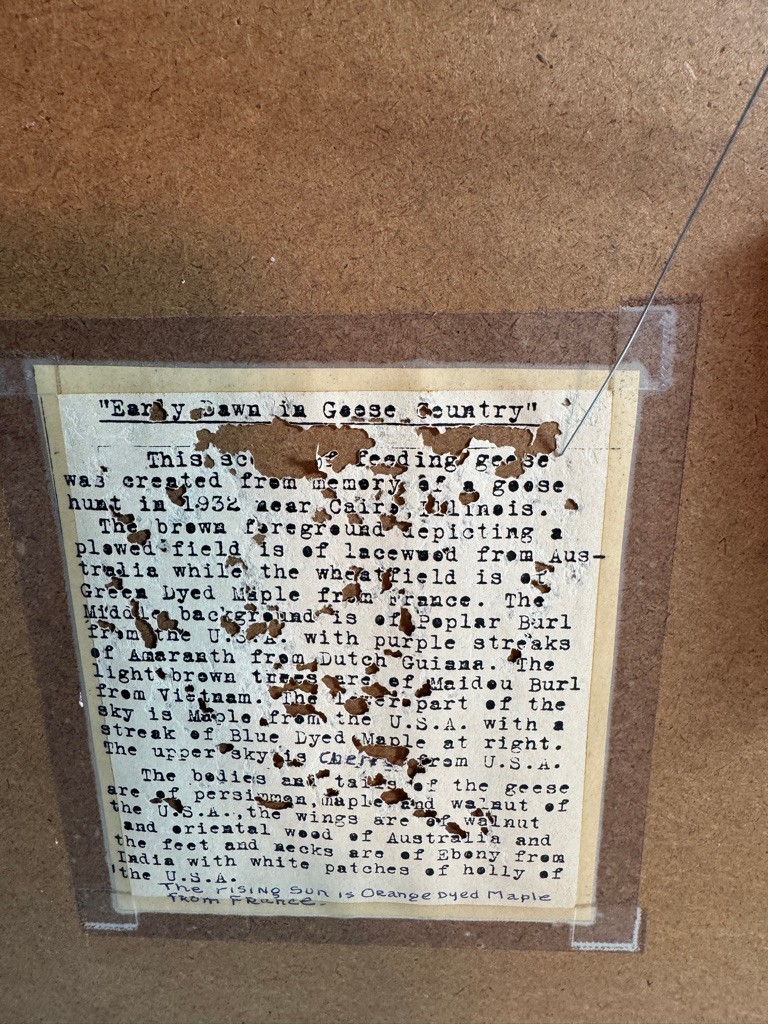 "Early Dawn in Geese Country"
This of feeding geese
was created from memory of a goose
hunt in 1932 near Cairo, Illinois.
The brown foreground depicting a
plowed field is of lacewood from Aus-
tralia while the wheatfield is of
Green Dyed Maple from France. The
Middle background is of Poplar Burl
from the U.S.A. with purple streaks
of Amaranth from Dutch Guiana. The
light brown trees are of Maidou Burl
from Vietnam. The lower part of the
sky is Maple from the U.S.A. with a
streak of Blue Dyed Maple at right.
The upper sky is Cherry from U.S.A.
The bodies and tails of the geese
are of persimmon, maple and walnut of
the U.S.A., the wings are of walnut
and oriental wood of Australia and
the feet and necks are of Ebony from
India with white patches of holly of
the U.S.A.
The rising sun is Orange Dyed Maple
from France.